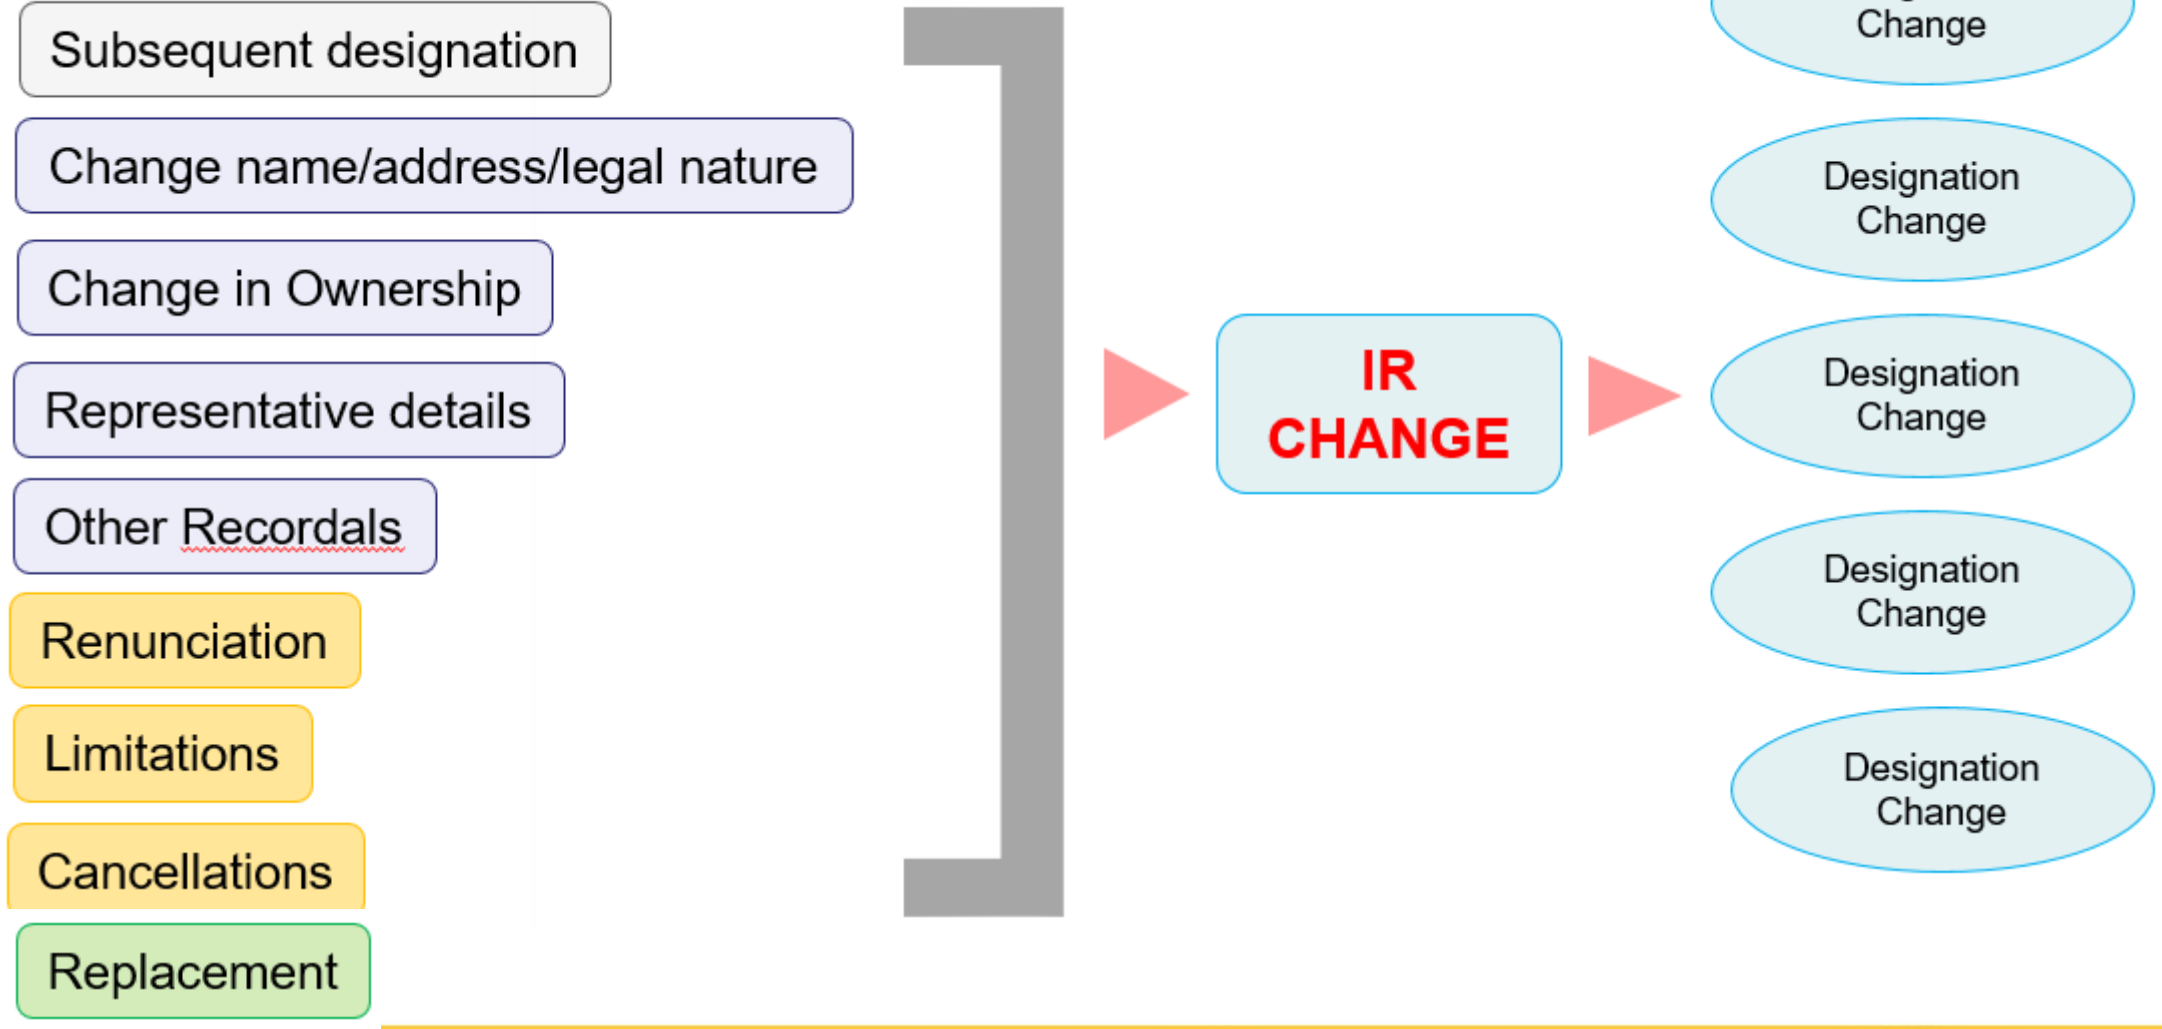 Subsequent designation
Change name/address/legal nature
Change in Ownership
Representative details
Other Recordals
Renunciation
Limitations
Cancellations
Replacement
IR
CHANGE
Change
Designation
Change
Designation
Change
Designation
Change
Designation
Change